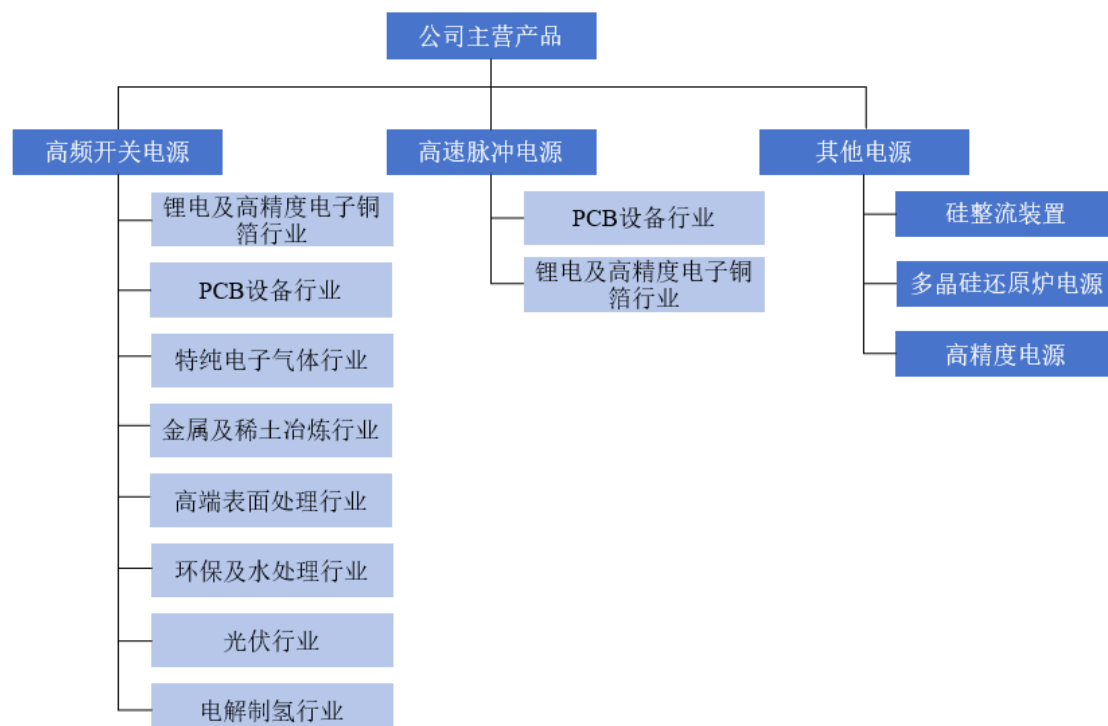 公司主营产品
高频开关电源
高速脉冲电源
其他电源
锂电及高精度电子铜
箔行业
PCB设备行业
特纯电子气体行业
金属及稀土冶炼行业
高端表面处理行业
环保及水处理行业
光伏行业
电解制氢行业
PCB设备行业
锂电及高精度电子铜
箔行业
硅整流装置
多晶硅还原炉电源
高精度电源